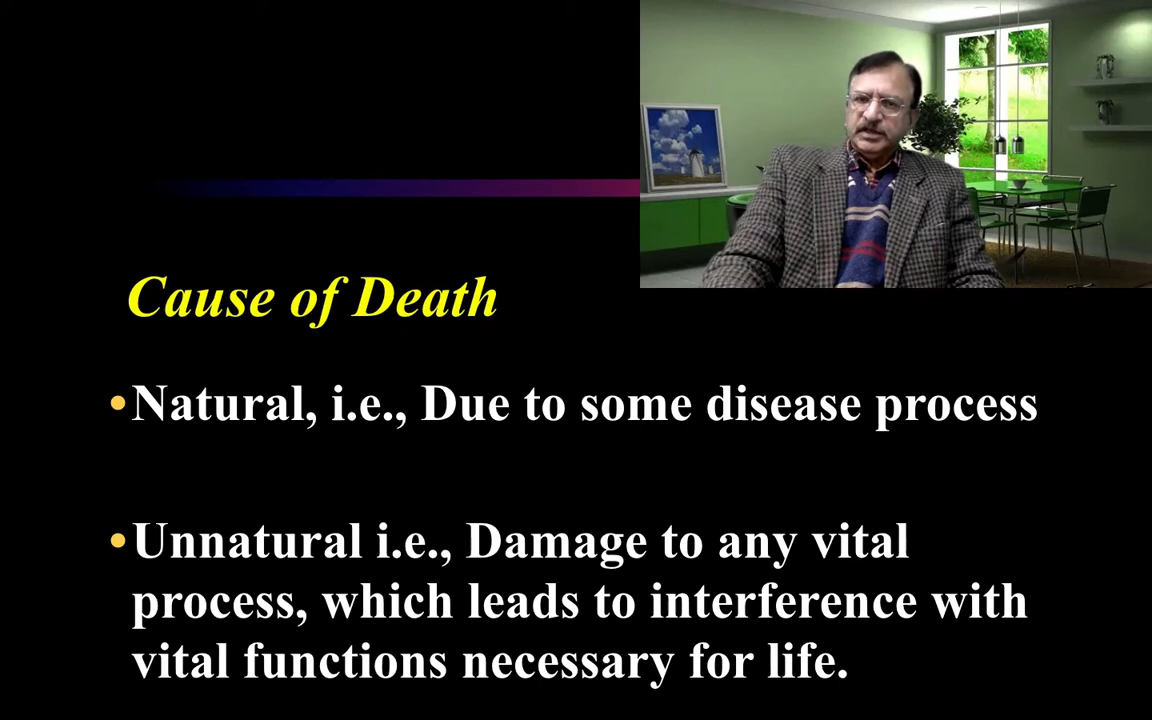 Cause of Death
•Natural, i.e., Due to some disease process
•Unnatural i.e., Damage to any vital
process, which leads to interference with
vital functions necessary for life.